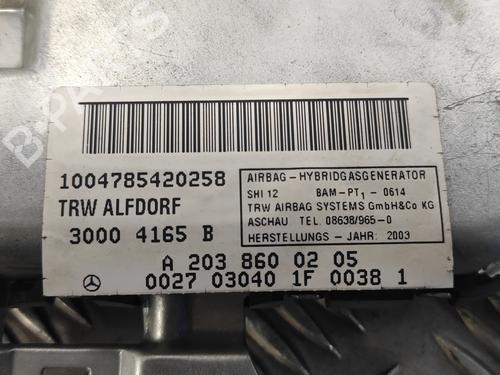 1004785420258
TRW ALFDORF
3000 4165 B
AIRBAG-HYBRIDGASGENERATOR
SHI 12 BAM-PT₁-0614
TRW AIRBAG SYSTEMS GmbH&Co KG
ASCHAU TEL. 08638/965-0
HERSTELLUNGS-JAHR: 2003
A 203 860 02 05
0027 03040 1F 0038 1